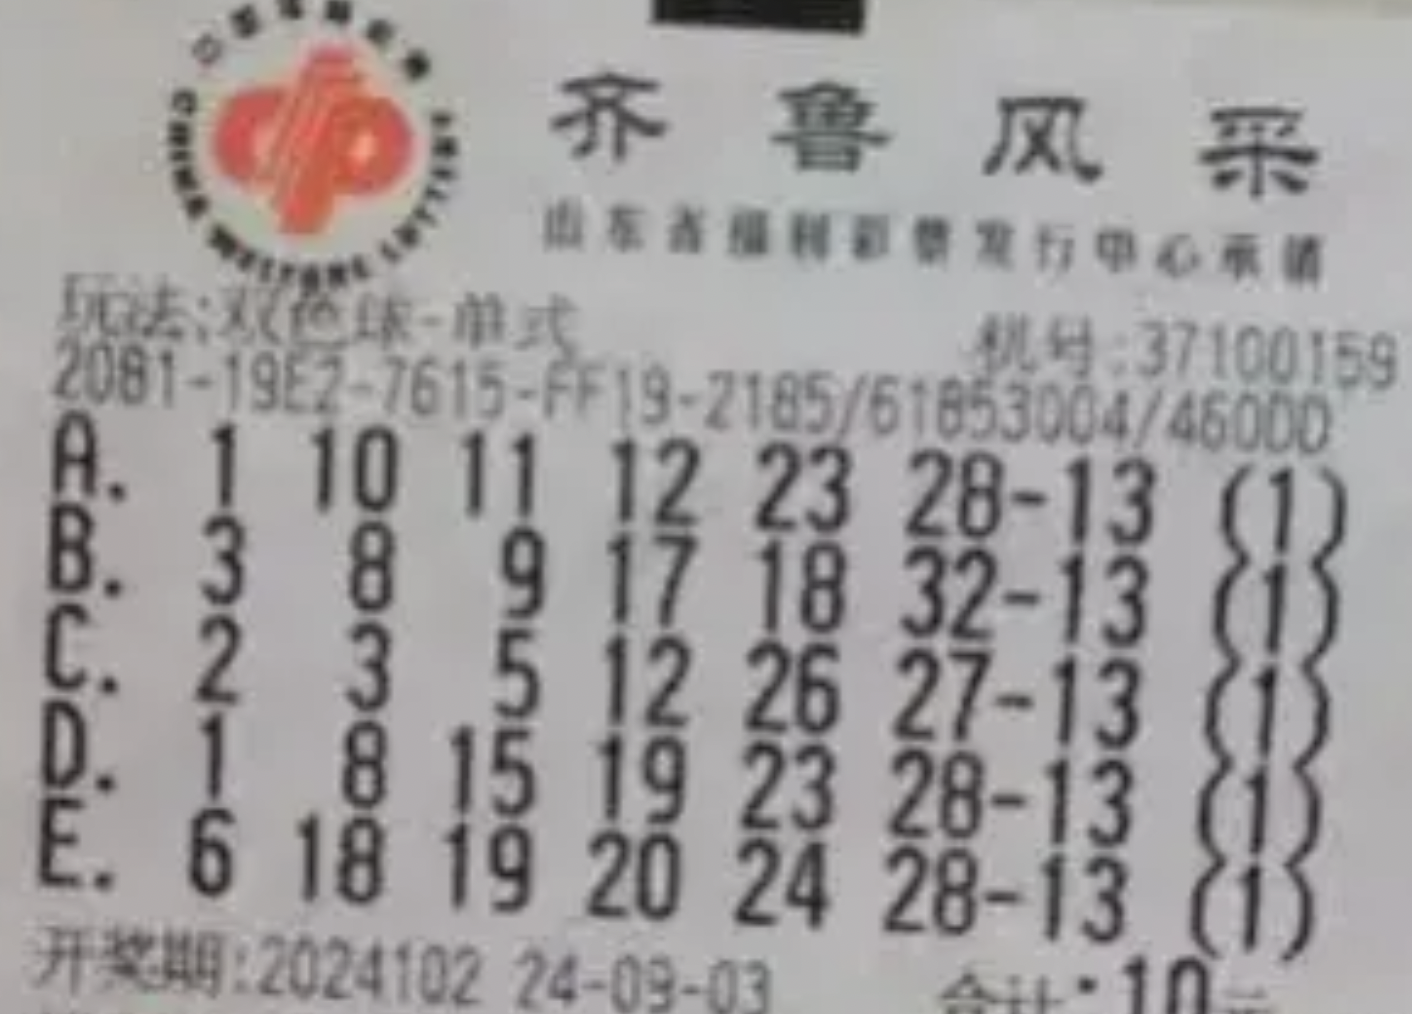 中国福利彩票
CHINA WELFARE LOTTERY
齐鲁风采
山东省福利彩票发行中心承销
玩法:双色球-单式 机号:37100159
2081-19E2-7615-FF19-2185/61853004/46000
A. 1 10 11 12 23 28-13 (1)
B. 3 8 9 17 18 32-13 (1)
C. 2 3 5 12 26 27-13 (1)
D. 1 8 15 19 23 28-13 (1)
E. 6 18 19 20 24 28-13 (1)
开奖期:2024102 24-09-03 合计:10元